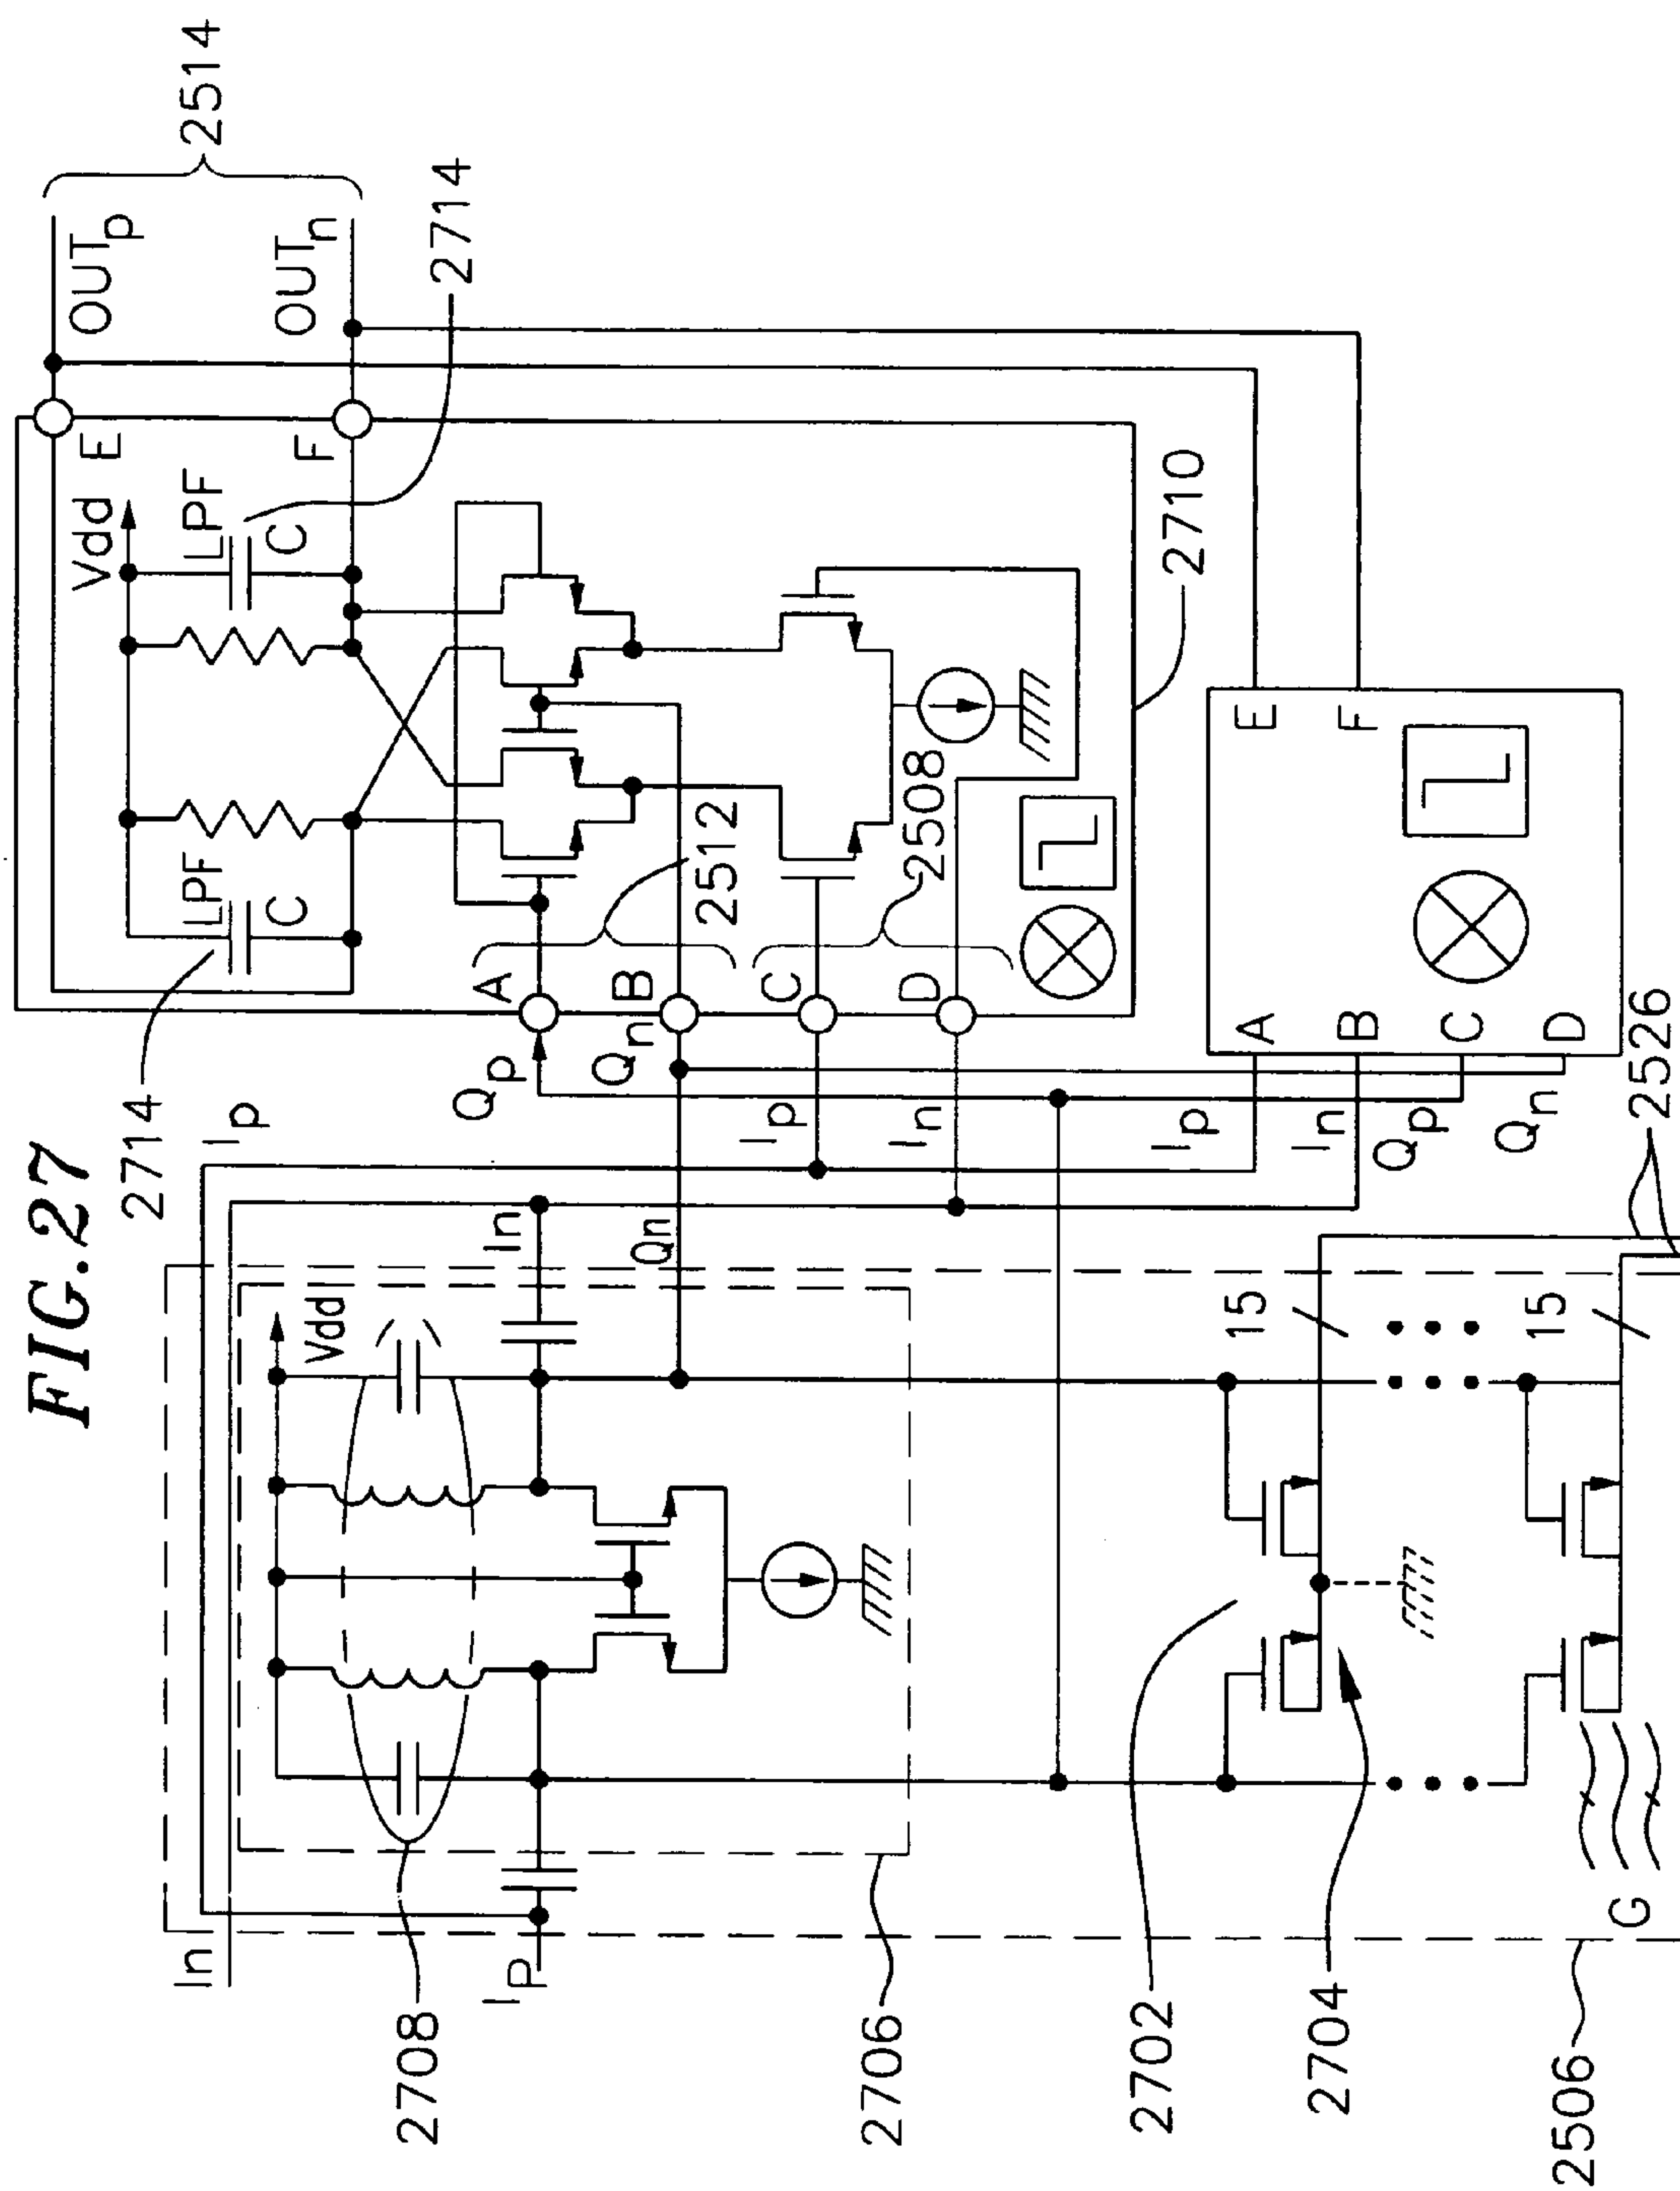 FIG.27
2514
OUTp
OUTn
2714
E
F
Vdd
LPF
C
LPF
C
2714
A
B
C
D
2512
2508
2710
Qp
Qn
Ip
In
Ip
In
Qn
Vdd
In
IP
2708
2706
Ip
In
Qp
Qn
A
B
C
D
E
F
2526
15
15
2702
2704
G
2506